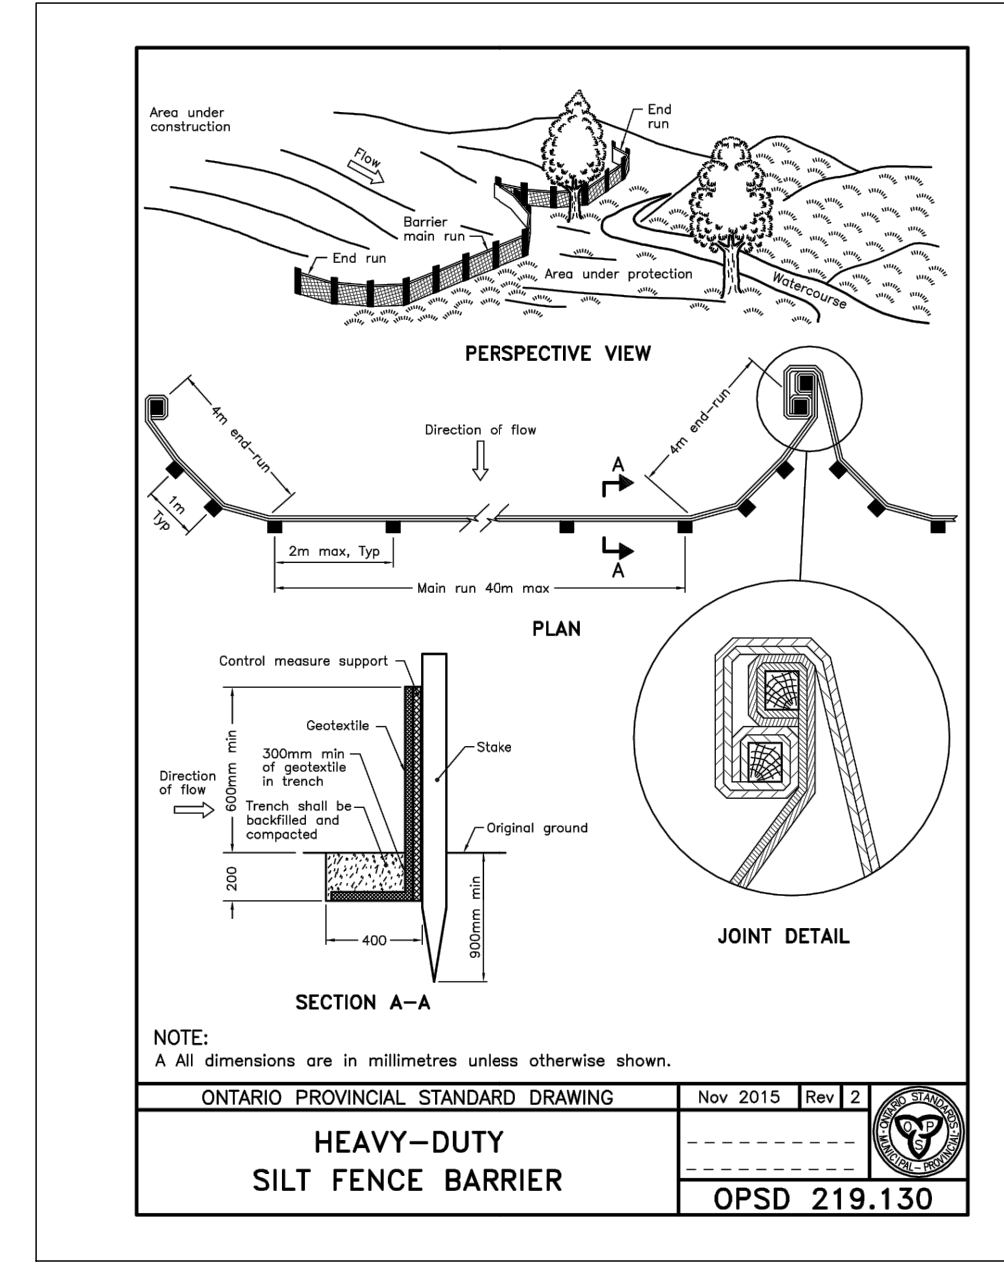 Area under
construction
End
run
Flow
Barrier
main run
End run
Area under protection
Watercourse
PERSPECTIVE VIEW
4m end-run
Direction of flow
4m end-run
A
1m
Typ
2m max, Typ
A
Main run 40m max
PLAN
Control measure support
Geotextile
600mm min
300mm min
of geotextile
in trench
Stake
Direction
of flow
Trench shall be
backfilled and
compacted
Original ground
200
400
900mm min
JOINT DETAIL
SECTION A-A
NOTE:
A All dimensions are in millimetres unless otherwise shown.
ONTARIO PROVINCIAL STANDARD DRAWING
Nov 2015
Rev
2
HEAVY-DUTY
SILT FENCE BARRIER
ONTARIO STANDARDS
MUNICIPAL-PROVINCIAL
O P
S
OPSD 219.130